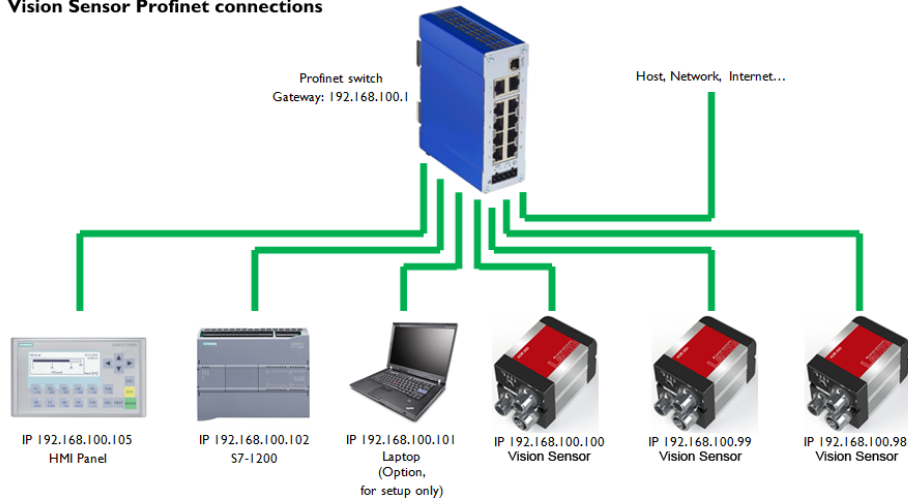 Vision Sensor Profinet connections
Profinet switch
Gateway: 192.168.100.1
Host, Network, Internet...
IP 192.168.100.105
HMI Panel
IP 192.168.100.102
S7-1200
IP 192.168.100.101
Laptop
(Option,
for setup only)
IP 192.168.100.100
Vision Sensor
IP 192.168.100.99
Vision Sensor
IP 192.168.100.98
Vision Sensor